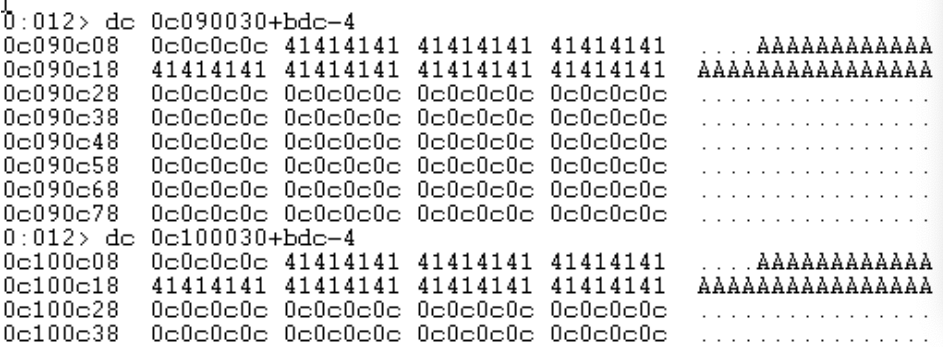 0:012> dc 0c090030+bdc-4
0c090c08  0c0c0c0c 41414141 41414141 41414141  ....AAAAAAAAAAAA
0c090c18  41414141 41414141 41414141 41414141  AAAAAAAAAAAAAAAA
0c090c28  0c0c0c0c 0c0c0c0c 0c0c0c0c 0c0c0c0c  ................
0c090c38  0c0c0c0c 0c0c0c0c 0c0c0c0c 0c0c0c0c  ................
0c090c48  0c0c0c0c 0c0c0c0c 0c0c0c0c 0c0c0c0c  ................
0c090c58  0c0c0c0c 0c0c0c0c 0c0c0c0c 0c0c0c0c  ................
0c090c68  0c0c0c0c 0c0c0c0c 0c0c0c0c 0c0c0c0c  ................
0c090c78  0c0c0c0c 0c0c0c0c 0c0c0c0c 0c0c0c0c  ................
0:012> dc 0c100030+bdc-4
0c100c08  0c0c0c0c 41414141 41414141 41414141  ....AAAAAAAAAAAA
0c100c18  41414141 41414141 41414141 41414141  AAAAAAAAAAAAAAAA
0c100c28  0c0c0c0c 0c0c0c0c 0c0c0c0c 0c0c0c0c  ................
0c100c38  0c0c0c0c 0c0c0c0c 0c0c0c0c 0c0c0c0c  ................